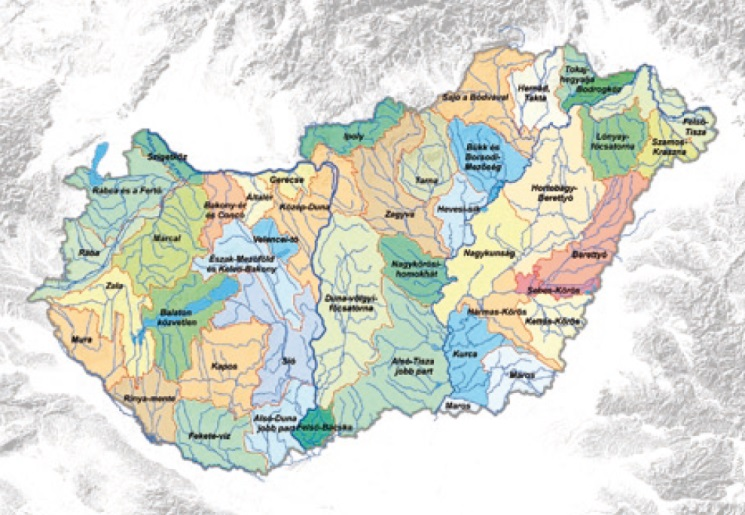 Tokaj-
hegyalja
Bodrogköz
Hernád,
Takta
Sajó a Bódvával
Felső-
Tisza
Lónyay-
főcsatorna
Szamos-
Kraszna
Ipoly
Bükk és
Borsodi-
Mezőség
Szigetköz
Rábca és a Fertő
Tarna
Hortobágy-
Berettyó
Gerecse
Általér
Bakony-ér
és Concó
Közép-Duna
Zagyva
Hevesi-sík
Marcal
Velencei-tó
Rába
Észak-Mezőföld
és Keleti-Bakony
Nagykunság
Berettyó
Nagykőrösi-
homokhát
Zala
Sebes-Körös
Balaton
közvetlen
Duna-völgyi-
főcsatorna
Hármas-Körös
Kettős-Körös
Mura
Kapos
Sió
Alsó-Tisza
jobb part
Kurca
Maros
Rinya-mente
Maros
Alsó-Duna
jobb part
Felső-Bácska
Fekete-víz